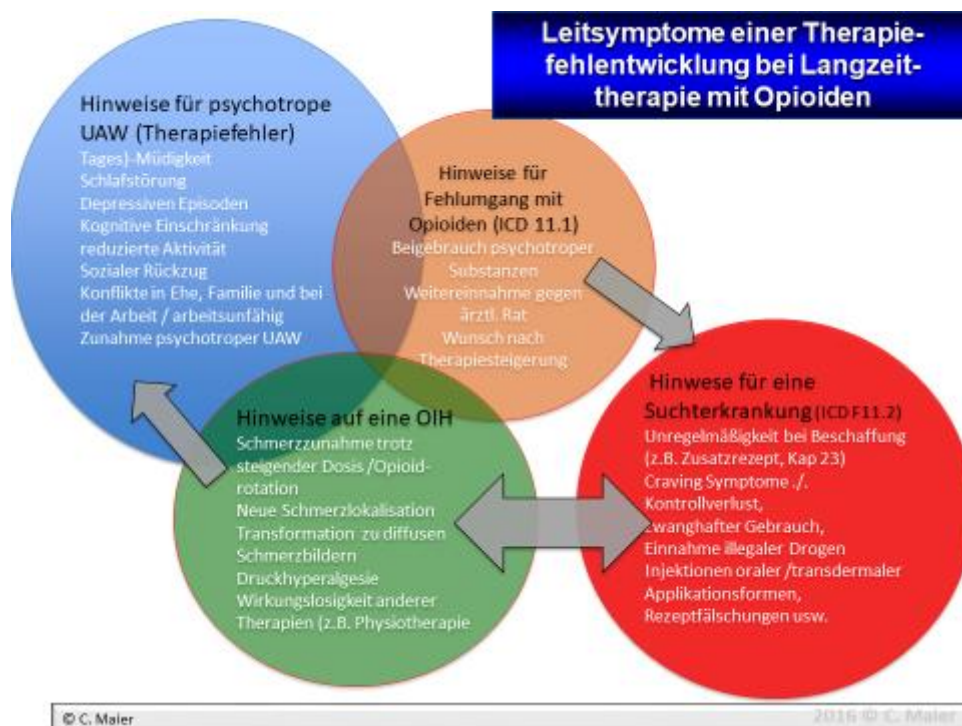 Leitsymptome einer Therapie-
fehlentwicklung bei Langzeit-
therapie mit Opioiden
Hinweise für psychotrope
UAW (Therapiefehler)
Tages)-Müdigkeit
Schlafstörung
Depressiven Episoden
Kognitive Einschränkung
reduzierte Aktivität
Sozialer Rückzug
Konflikte in Ehe, Familie und bei
der Arbeit / arbeitsunfähig
Zunahme psychotroper UAW
Hinweise für
Fehlumgang mit
Opioiden (ICD 11.1)
Beigebrauch psychotroper
Substanzen
Weitereinnahme gegen
ärztl. Rat
Wunsch nach
Therapiesteigerung
Hinweise auf eine OIH
Schmerzzunahme trotz
steigender Dosis /Opioid-
rotation
Neue Schmerzlokalisation
Transformation zu diffusen
Schmerzbildern
Druckhyperalgesie
Wirkungslosigkeit anderer
Therapien (z.B. Physiotherapie
Hinwese für eine
Suchterkrankung (ICD F11.2)
Unregelmäßigkeit bei Beschaffung
(z.B. Zusatzrezept, Kap 23)
Craving Symptome ./.
Kontrollverlust,
zwanghafter Gebrauch,
Einnahme illegaler Drogen
Injektionen oraler /transdermaler
Applikationsformen,
Rezeptfälschungen usw.
© C. Maier
2016 © C. Maier